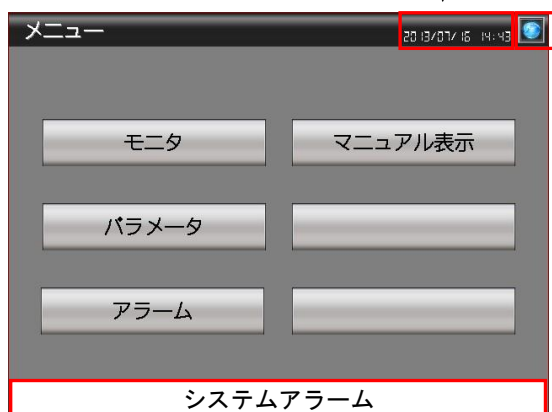 メニュー
2013/07/16 14:43
モニタ
マニュアル表示
パラメータ
アラーム
システムアラーム